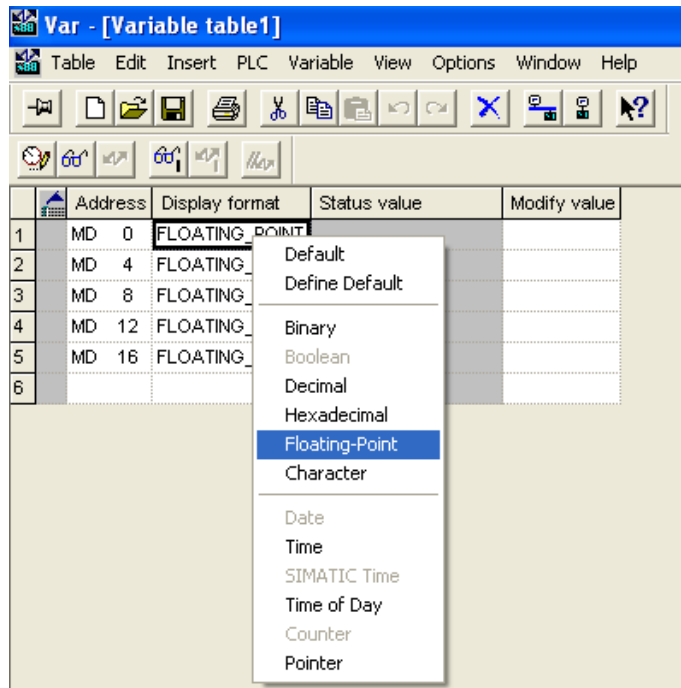 Var - [Variable table1]
Table Edit Insert PLC Variable View Options Window Help
Address Display format Status value Modify value
1 MD 0 FLOATING_POINT
2 MD 4 FLOATING_
3 MD 8 FLOATING_
4 MD 12 FLOATING_
5 MD 16 FLOATING_
6
Default
Define Default
Binary
Boolean
Decimal
Hexadecimal
Floating-Point
Character
Date
Time
SIMATIC Time
Time of Day
Counter
Pointer